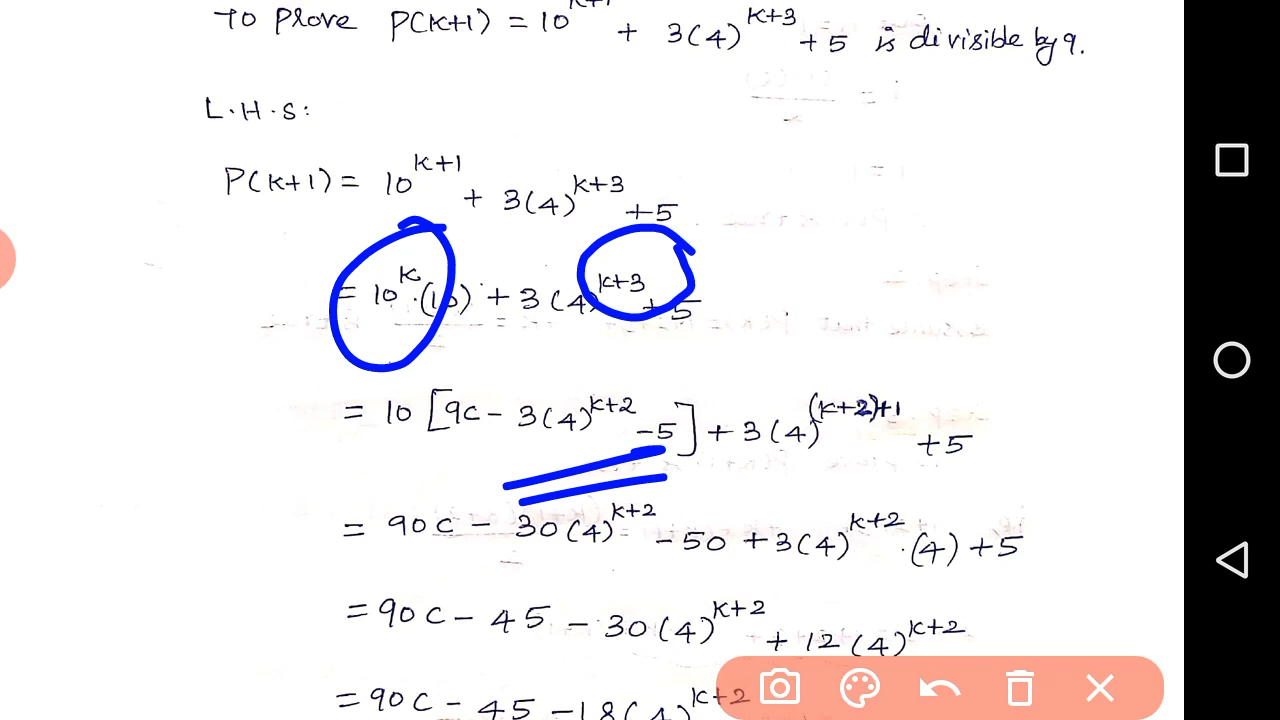 To prove P(k+1) = 10^{k+1} + 3(4)^{k+3} + 5 is divisible by 9.
L.H.S:
P(k+1) = 10^{k+1} + 3(4)^{k+3} + 5
= 10^k.(10) + 3(4)^{k+3} + 5
= 10 [9c - 3(4)^{k+2} - 5] + 3(4)^{(k+2)+1} + 5
= 90c - 30(4)^{k+2} - 50 + 3(4)^{k+2}.(4) + 5
= 90c - 45 - 30(4)^{k+2} + 12(4)^{k+2}
= 90c - 45 - 18(4)^{k+2}